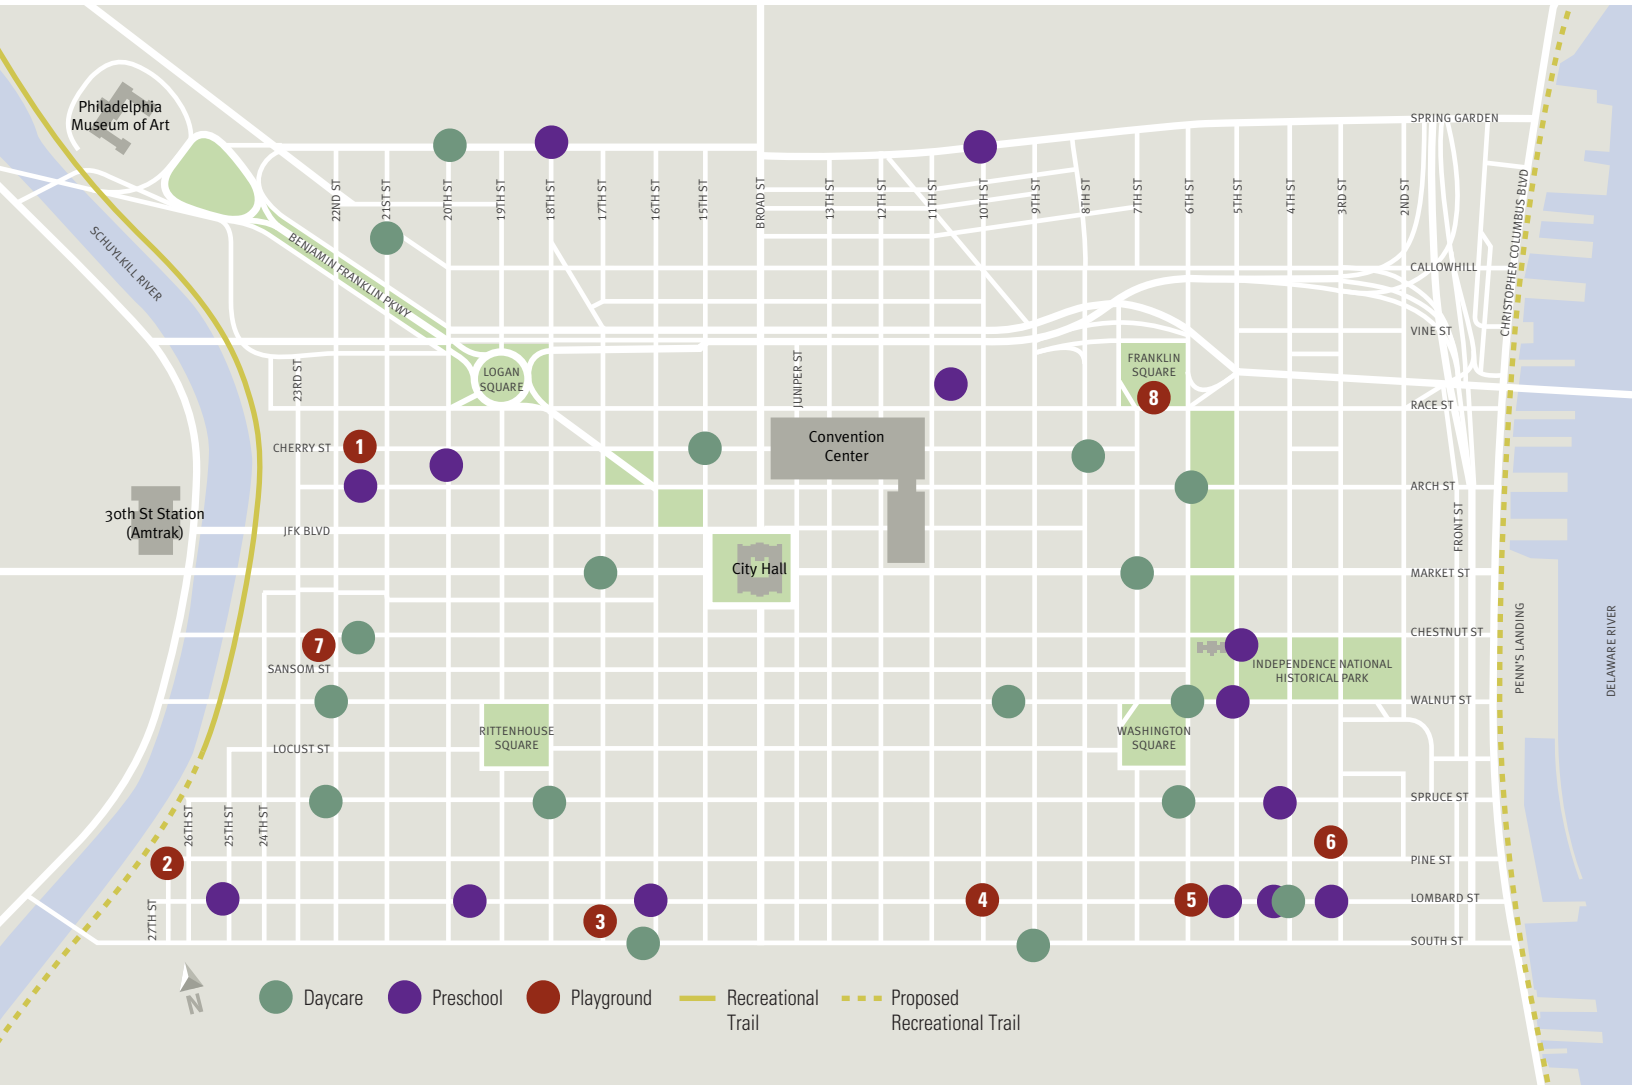 Philadelphia
Museum of Art
SPRING GARDEN
22ND ST
21ST ST
20TH ST
19TH ST
18TH ST
17TH ST
16TH ST
15TH ST
BROAD ST
13TH ST
12TH ST
11TH ST
10TH ST
9TH ST
8TH ST
7TH ST
6TH ST
5TH ST
4TH ST
3RD ST
2ND ST
CHRISTOPHER COLUMBUS BLVD
SCHUYLKILL RIVER
BENJAMIN FRANKLIN PKWY
CALLOWHILL
VINE ST
23RD ST
LOGAN
SQUARE
JUNIPER ST
FRANKLIN
SQUARE
8
RACE ST
CHERRY ST
1
Convention
Center
ARCH ST
30th St Station
(Amtrak)
JFK BLVD
FRONT ST
City Hall
MARKET ST
7
CHESTNUT ST
PENN'S LANDING
DELAWARE RIVER
SANSOM ST
INDEPENDENCE NATIONAL
HISTORICAL PARK
WALNUT ST
RITTENHOUSE
SQUARE
WASHINGTON
SQUARE
LOCUST ST
SPRUCE ST
26TH ST
25TH ST
24TH ST
6
2
PINE ST
27TH ST
3
4
5
LOMBARD ST
SOUTH ST
N
Daycare
Preschool
Playground
Recreational
Trail
Proposed
Recreational Trail